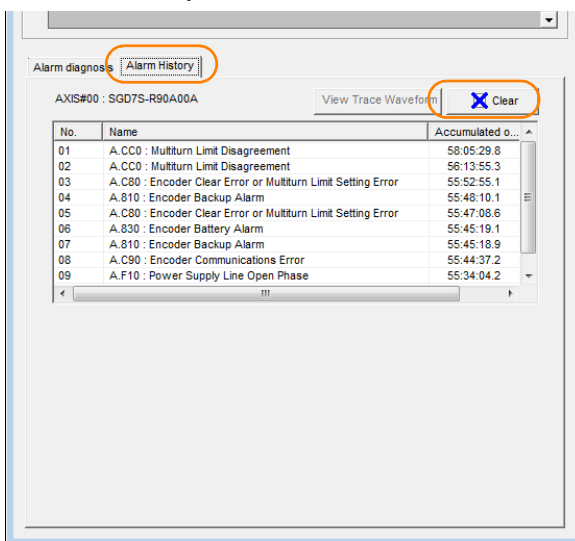 Alarm diagnosis Alarm History
AXIS#00 : SGD7S-R90A00A View Trace Waveform Clear
No. Name Accumulated o...
01 A.CC0 : Multiturn Limit Disagreement 58:05:29.8
02 A.CC0 : Multiturn Limit Disagreement 56:13:55.3
03 A.C80 : Encoder Clear Error or Multiturn Limit Setting Error 55:52:55.1
04 A.810 : Encoder Backup Alarm 55:48:10.1
05 A.C80 : Encoder Clear Error or Multiturn Limit Setting Error 55:47:08.6
06 A.830 : Encoder Battery Alarm 55:45:19.1
07 A.810 : Encoder Backup Alarm 55:45:18.9
08 A.C90 : Encoder Communications Error 55:44:37.2
09 A.F10 : Power Supply Line Open Phase 55:34:04.2